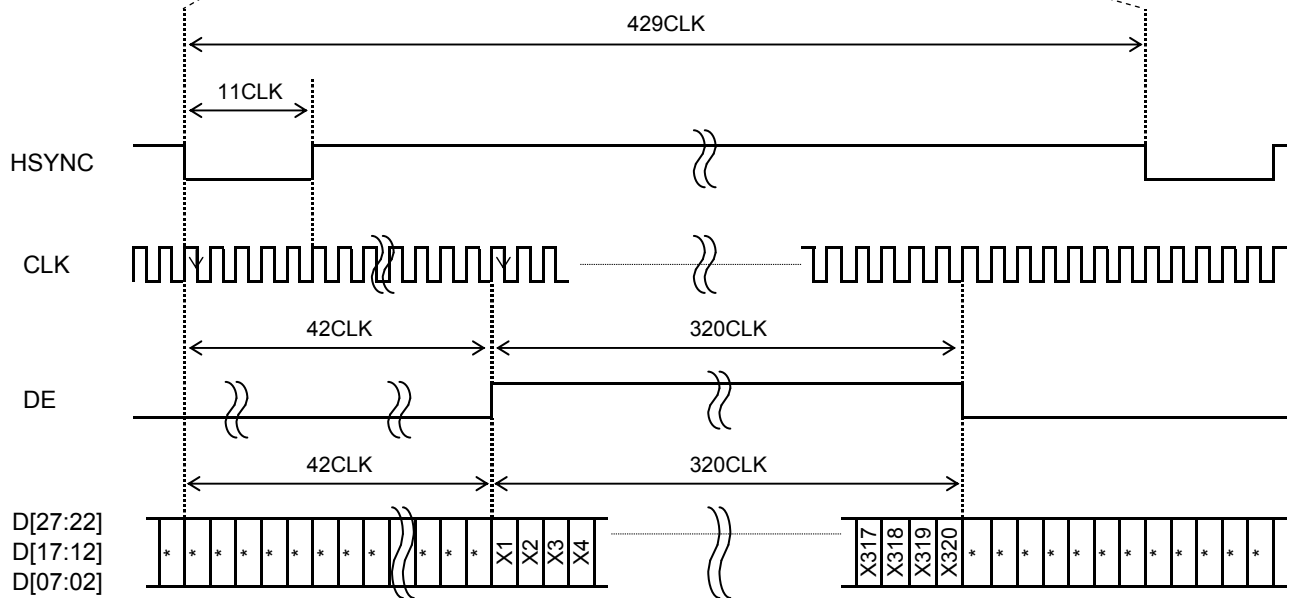 429CLK
11CLK
HSYNC
CLK
42CLK 320CLK
DE
42CLK 320CLK
D[27:22]
D[17:12]
D[07:02]
* * * * * * * * * * * * X1 X2 X3 X4 X317 X318 X319 X320 * * * * * * * * * * * *